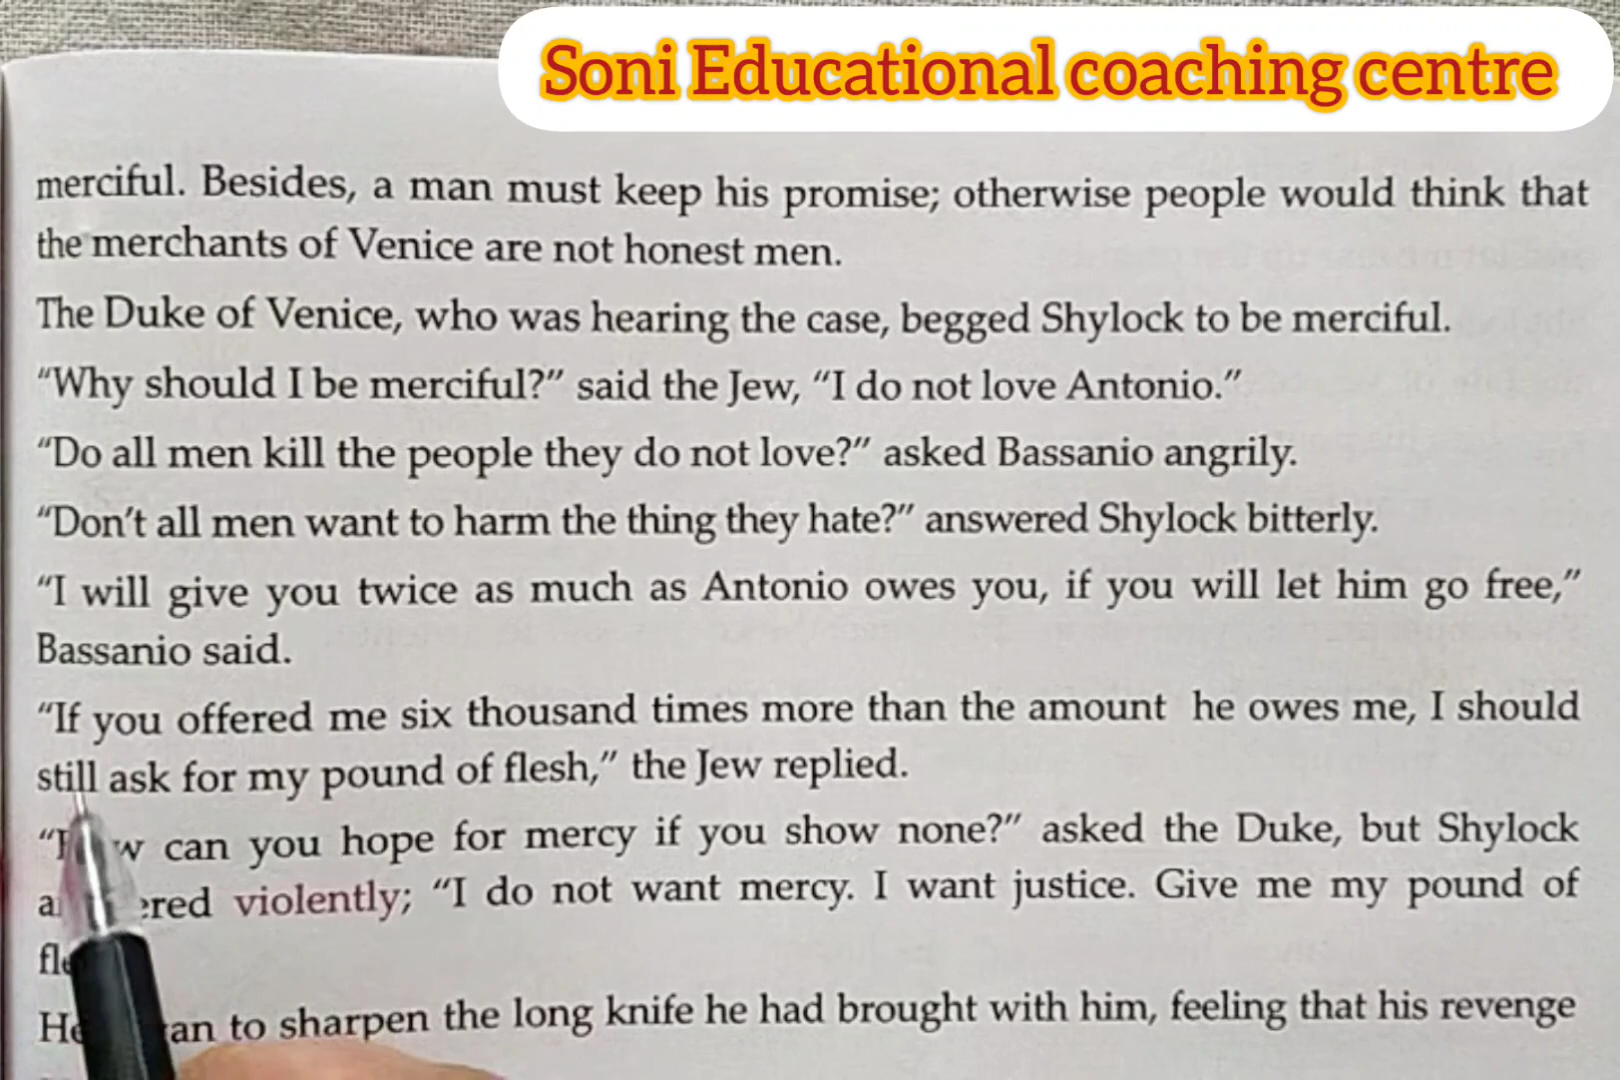 Soni Educational coaching centre
merciful. Besides, a man must keep his promise; otherwise people would think that
the merchants of Venice are not honest men.
The Duke of Venice, who was hearing the case, begged Shylock to be merciful.
“Why should I be merciful?” said the Jew, “I do not love Antonio.”
“Do all men kill the people they do not love?” asked Bassanio angrily.
“Don’t all men want to harm the thing they hate?” answered Shylock bitterly.
“I will give you twice as much as Antonio owes you, if you will let him go free,”
Bassanio said.
“If you offered me six thousand times more than the amount he owes me, I should
still ask for my pound of flesh,” the Jew replied.
can you hope for mercy if you show none?” asked the Duke, but Shylock
violently; “I do not want mercy. I want justice. Give me my pound of
He to sharpen the long knife he had brought with him, feeling that his revenge